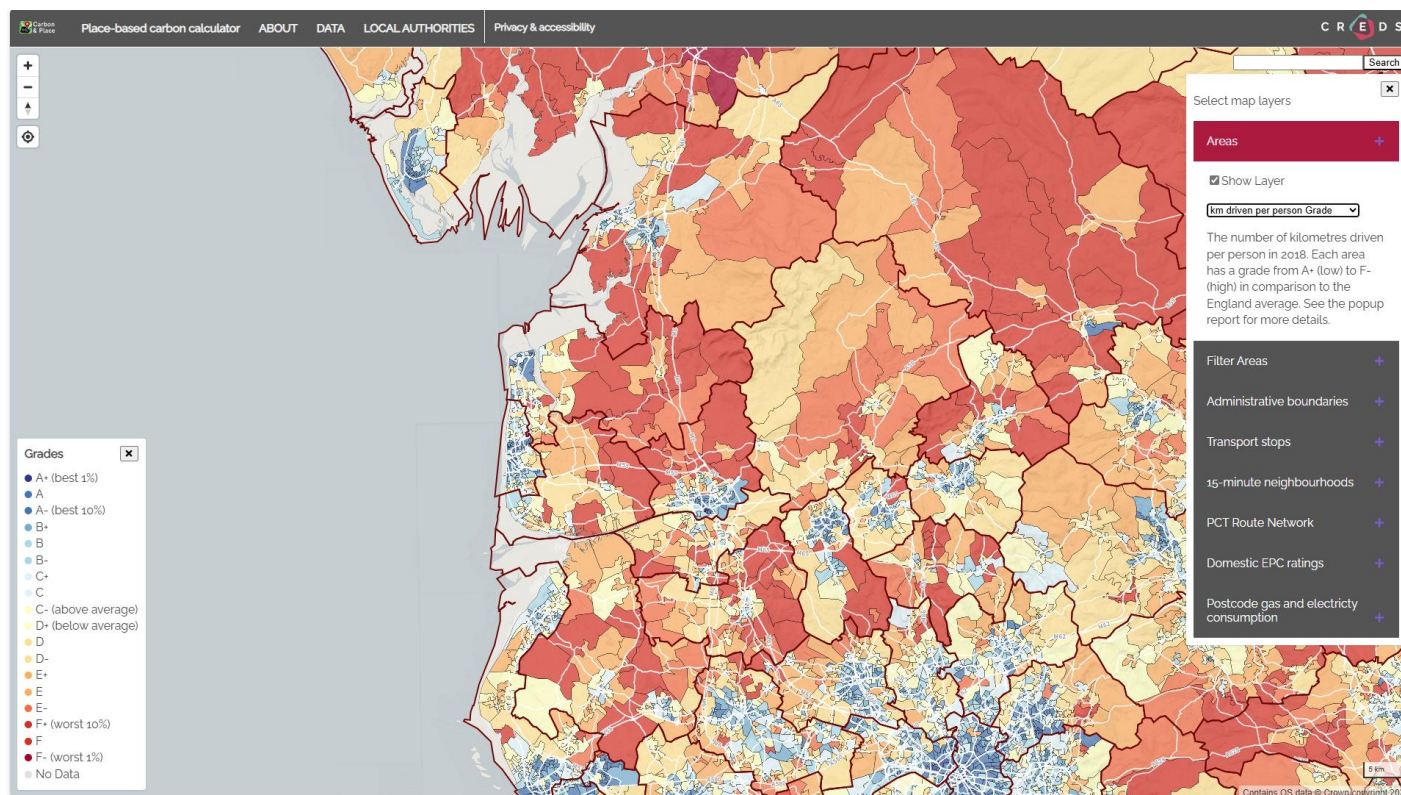 Carbon
& Place
Place-based carbon calculator
ABOUT
DATA
LOCAL AUTHORITIES
Privacy & accessibility
C R E D S
Search
Select map layers
Areas
Show Layer
km driven per person Grade
The number of kilometres driven
per person in 2018. Each area
has a grade from A+ (low) to F-
(high) in comparison to the
England average. See the popup
report for more details.
Filter Areas
Administrative boundaries
Transport stops
15-minute neighbourhoods
PCT Route Network
Domestic EPC ratings
Postcode gas and electricty
consumption
Grades
A+ (best 1%)
A
A- (best 10%)
B+
B
B-
C+
C
C- (above average)
D+ (below average)
D
D-
E+
E
E-
F+ (worst 10%)
F
F- (worst 1%)
No Data
M65
M62
5 km
Contains OS data © Crown copyright 20